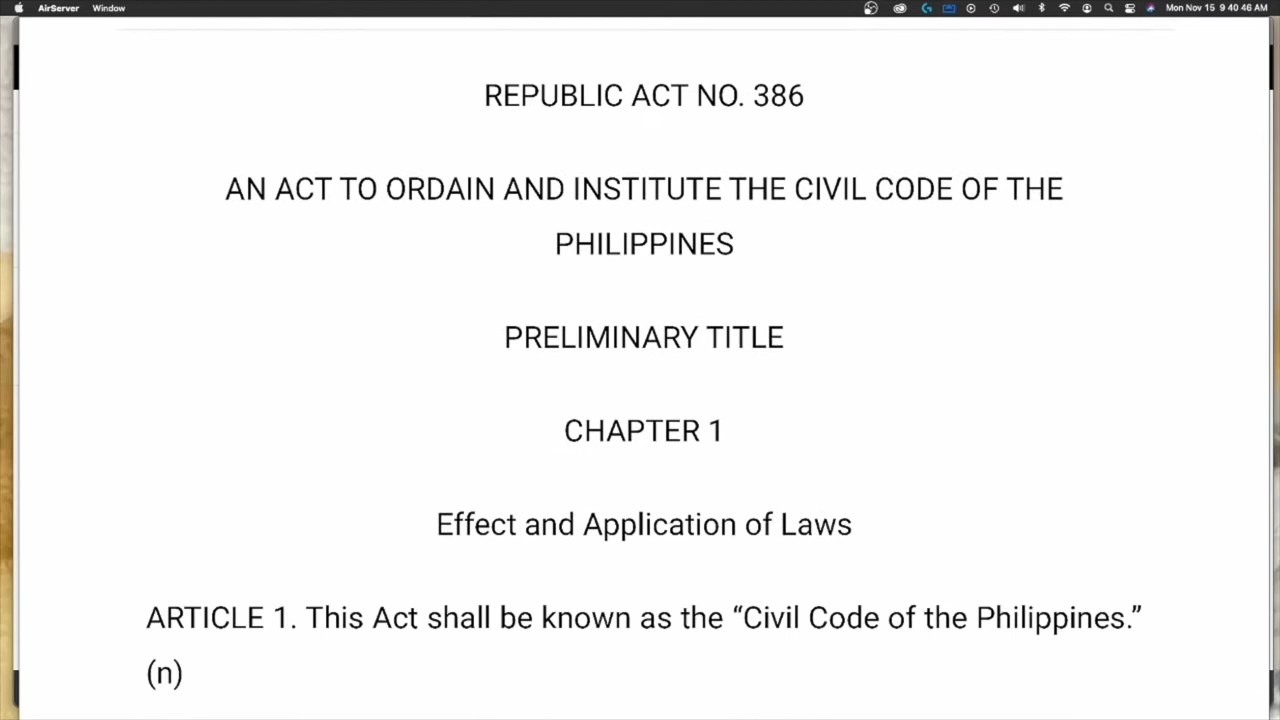 AirServer Window Mon Nov 15 9 40 46 AM
REPUBLIC ACT NO. 386
AN ACT TO ORDAIN AND INSTITUTE THE CIVIL CODE OF THE
PHILIPPINES
PRELIMINARY TITLE
CHAPTER 1
Effect and Application of Laws
ARTICLE 1. This Act shall be known as the “Civil Code of the Philippines.”
(n)